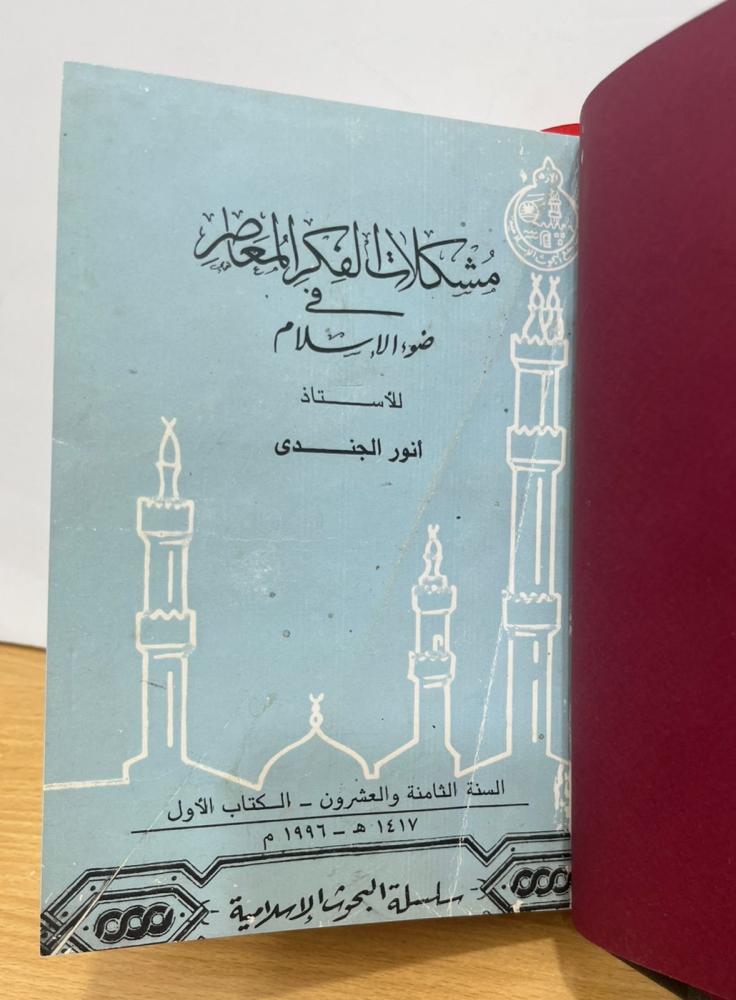 مشكلات الفكر المعاصر
في
ضوء الإسلام
للأستاذ
أنور الجندى
السنة الثامنة والعشرون - الكتاب الأول
١٤١٧ هـ - ١٩٩٦ م
سلسلة البحوث الإسلامية